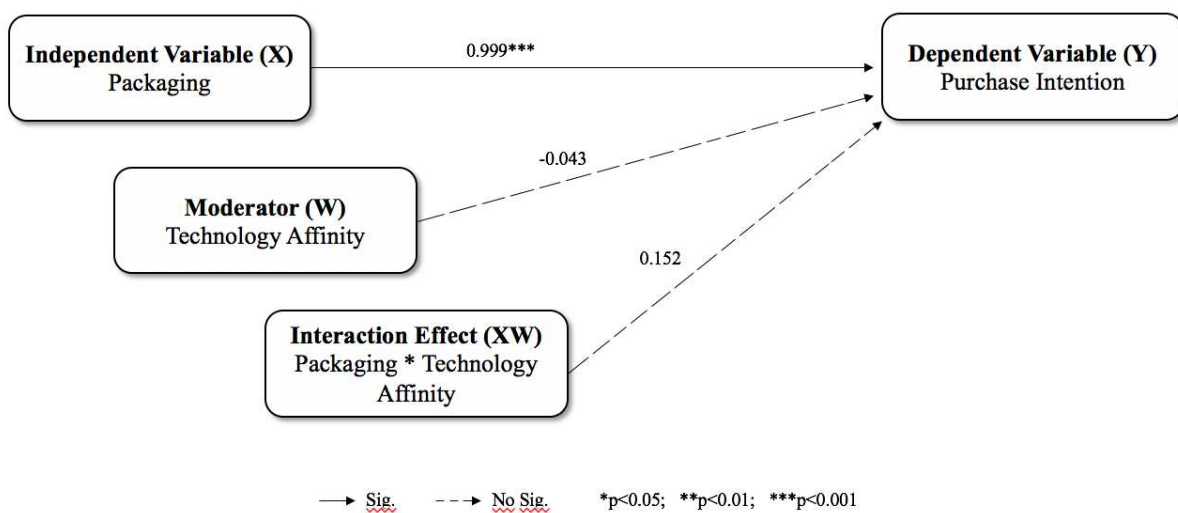 Independent Variable (X)
Packaging
0.999***
Dependent Variable (Y)
Purchase Intention
-0.043
Moderator (W)
Technology Affinity
0.152
Interaction Effect (XW)
Packaging * Technology
Affinity
Sig. No Sig. *p<0.05; **p<0.01; ***p<0.001